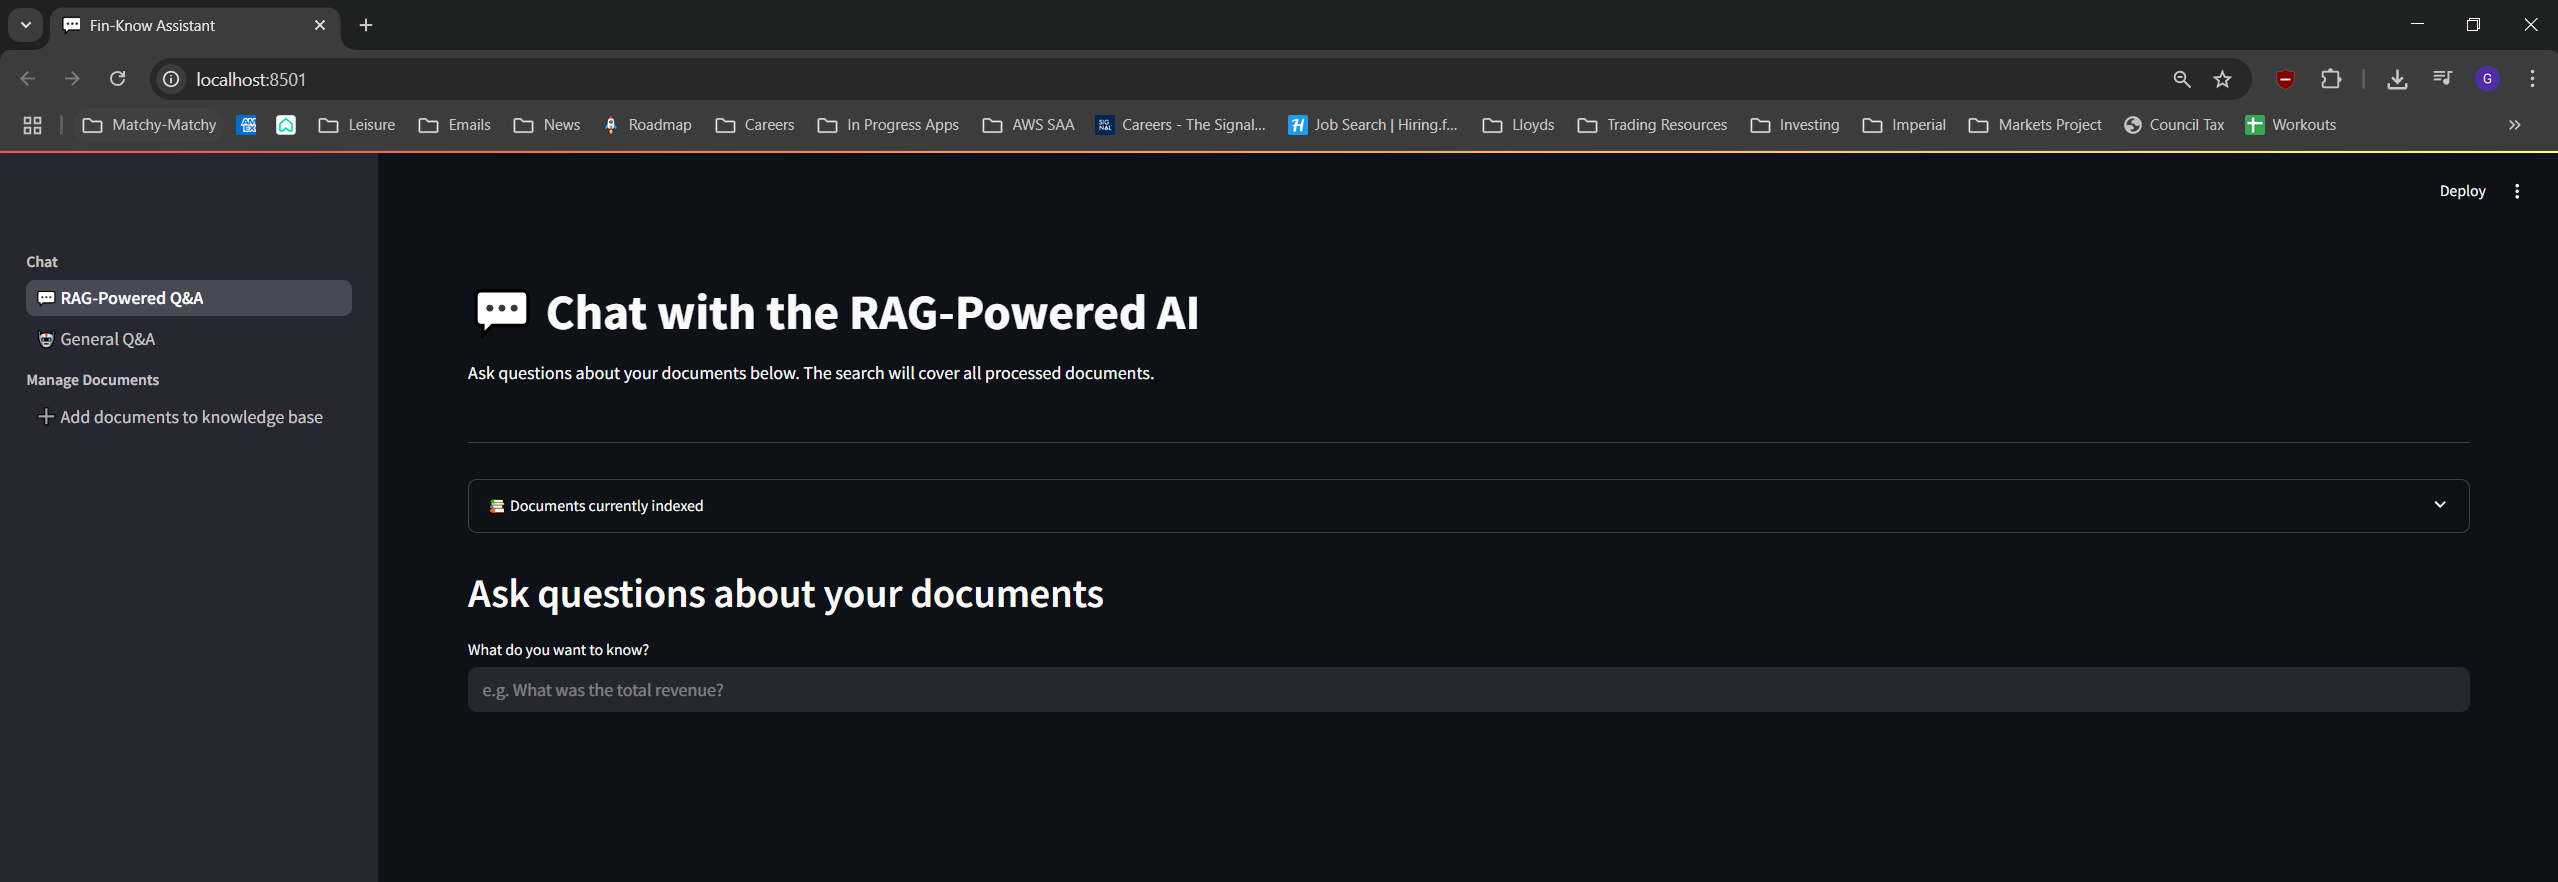 Fin-Know Assistant
localhost:8501
G
Matchy-Matchy
AM
EX
Leisure
Emails
News
Roadmap
Careers
In Progress Apps
AWS SAA
SIG
N&L
Careers - The Signal...
H
Job Search | Hiring.f...
Lloyds
Trading Resources
Investing
Imperial
Markets Project
Council Tax
Workouts
Deploy
Chat
RAG-Powered Q&A
General Q&A
Manage Documents
Add documents to knowledge base
Chat with the RAG-Powered AI
Ask questions about your documents below. The search will cover all processed documents.
Documents currently indexed
Ask questions about your documents
What do you want to know?
e.g. What was the total revenue?